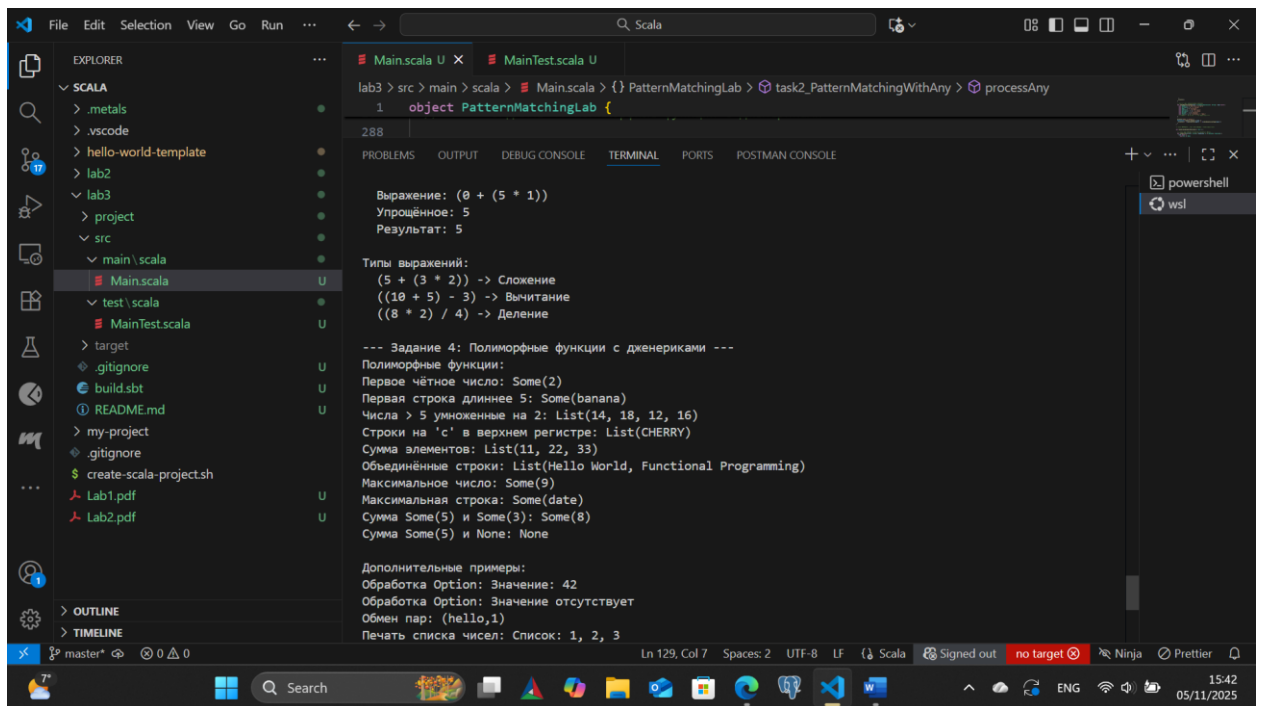 File Edit Selection View Go Run ···
Scala
EXPLORER ···
SCALA
.metals
.vscode
hello-world-template
lab2
lab3
project
src
main\scala
Main.scala U
test\scala
MainTest.scala U
target
.gitignore U
build.sbt U
README.md U
my-project
.gitignore
create-scala-project.sh
Lab1.pdf U
Lab2.pdf U
OUTLINE
TIMELINE
17
1
Main.scala U
MainTest.scala U
lab3 > src > main > scala > Main.scala > {} PatternMatchingLab > task2_PatternMatchingWithAny > processAny
1 object PatternMatchingLab {
288
PROBLEMS OUTPUT DEBUG CONSOLE TERMINAL PORTS POSTMAN CONSOLE
powershell
wsl
Выражение: (0 + (5 * 1))
Упрощённое: 5
Результат: 5
Типы выражений:
(5 + (3 * 2)) -> Сложение
((10 + 5) - 3) -> Вычитание
((8 * 2) / 4) -> Деление
--- Задание 4: Полиморфные функции с дженериками ---
Полиморфные функции:
Первое чётное число: Some(2)
Первая строка длиннее 5: Some(banana)
Числа > 5 умноженные на 2: List(14, 18, 12, 16)
Строки на 'c' в верхнем регистре: List(CHERRY)
Сумма элементов: List(11, 22, 33)
Объединённые строки: List(Hello World, Functional Programming)
Максимальное число: Some(9)
Максимальная строка: Some(date)
Сумма Some(5) и Some(3): Some(8)
Сумма Some(5) и None: None
Дополнительные примеры:
Обработка Option: Значение: 42
Обработка Option: Значение отсутствует
Обмен пар: (hello,1)
Печать списка чисел: Список: 1, 2, 3
master* 0 0 Ln 129, Col 7 Spaces: 2 UTF-8 LF Scala Signed out no target Ninja Prettier
7°
Search
ENG
15:42
05/11/2025